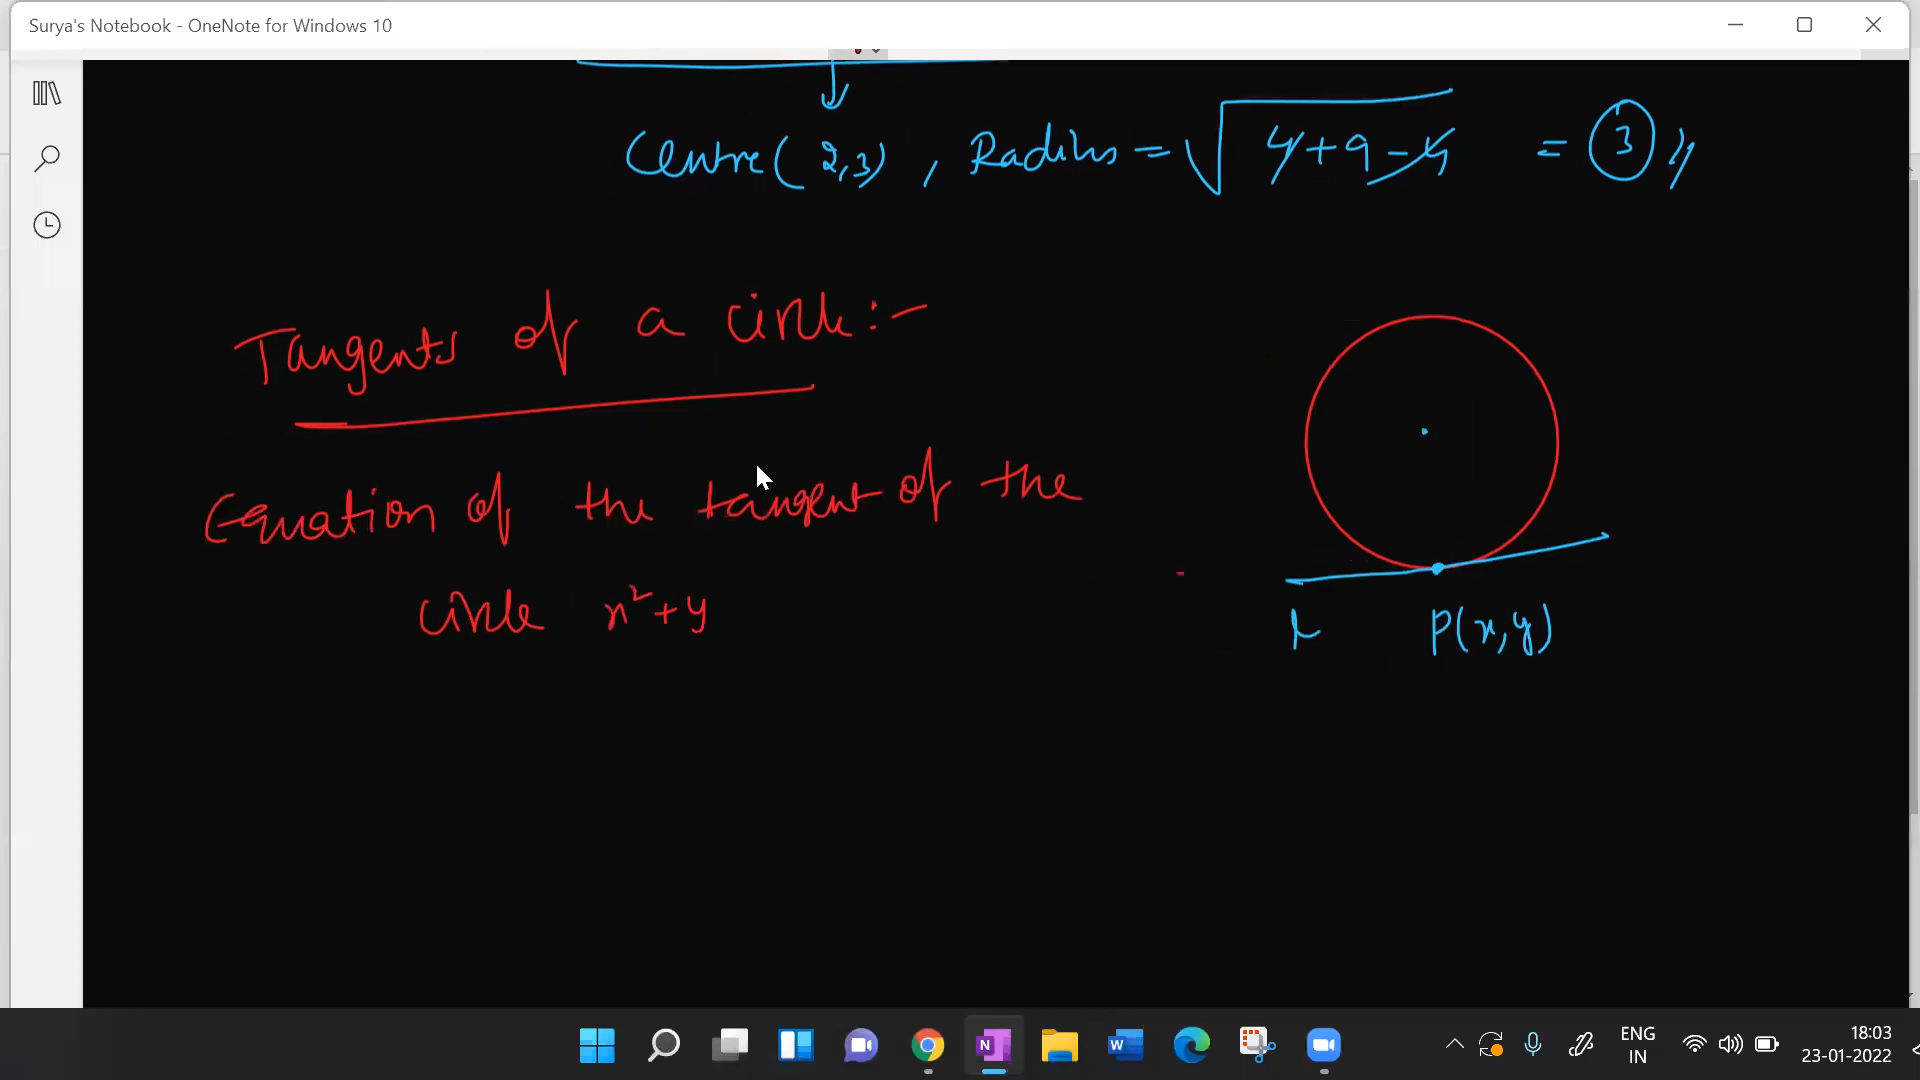 Surya's Notebook - OneNote for Windows 10
Centre(2,3), Radius = √4+9-4 = 3
Tangents of a circle:-
Equation of the tangent of the
circle x²+y
P(x,y)
ENG
IN
18:03
23-01-2022